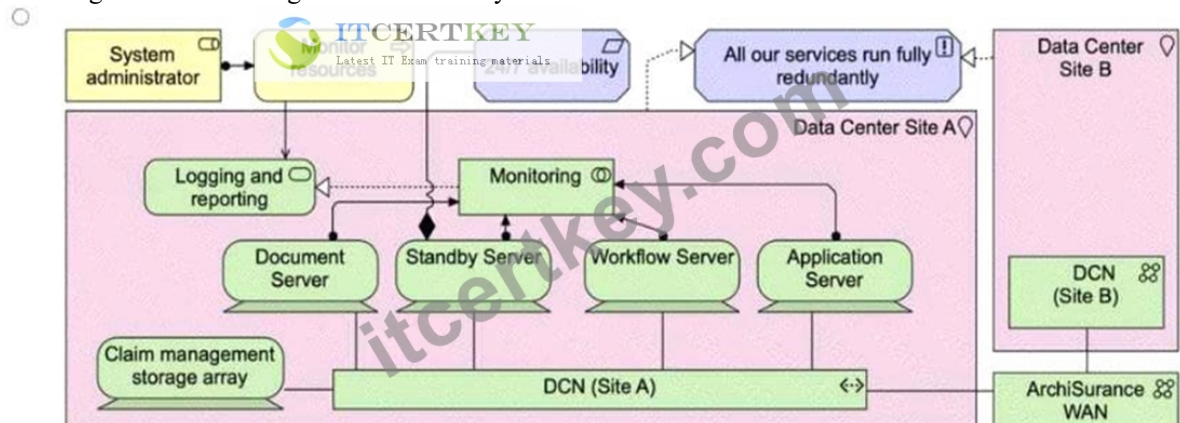 ITCERTKEY
Latest IT Exam training materials
System
administrator
Monitor
resources
24/7 availability
All our services run fully
redundantly
Data Center
Site B
Data Center Site A
Logging and
reporting
Monitoring
Document
Server
Standby Server
Workflow Server
Application
Server
DCN
(Site B)
Claim management
storage array
DCN (Site A)
ArchiSurance
WAN
itcertkey.com